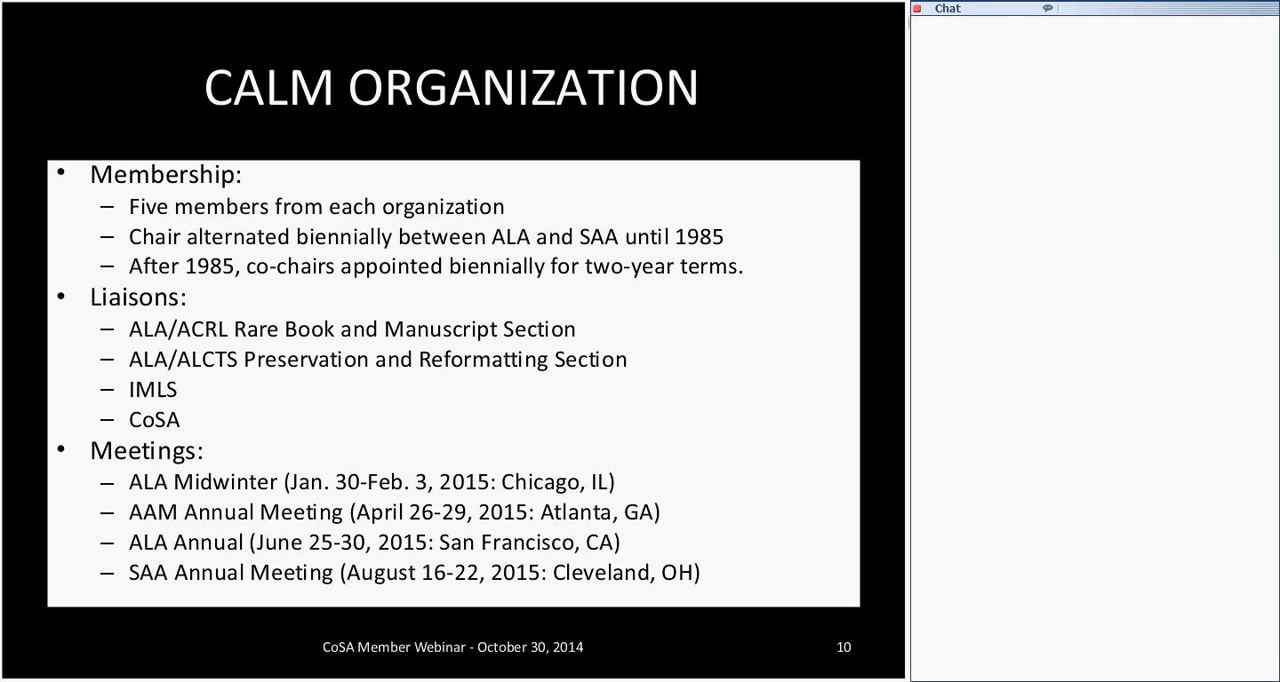 CALM ORGANIZATION
• Membership:
– Five members from each organization
– Chair alternated biennially between ALA and SAA until 1985
– After 1985, co-chairs appointed biennially for two-year terms.
• Liaisons:
– ALA/ACRL Rare Book and Manuscript Section
– ALA/ALCTS Preservation and Reformatting Section
– IMLS
– CoSA
• Meetings:
– ALA Midwinter (Jan. 30-Feb. 3, 2015: Chicago, IL)
– AAM Annual Meeting (April 26-29, 2015: Atlanta, GA)
– ALA Annual (June 25-30, 2015: San Francisco, CA)
– SAA Annual Meeting (August 16-22, 2015: Cleveland, OH)
CoSA Member Webinar - October 30, 2014
10
Chat